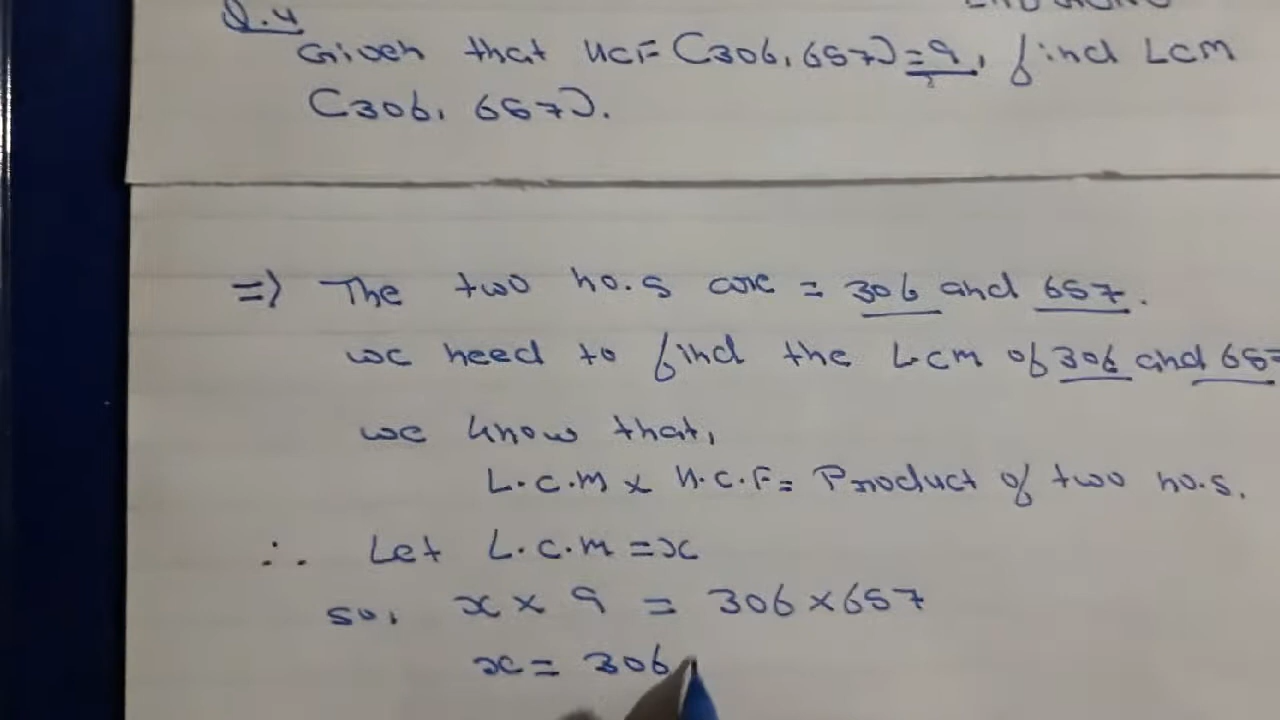 Q.4
Given that HCF (306, 657) = 9, find LCM
(306, 657).
=> The two no.s are = 306 and 657.
we need to find the LCM of 306 and 657
we know that,
L.C.M x H.C.F = Product of two no.s.
∴ Let L.C.M = x
so, x × 9 = 306 × 657
x = 306